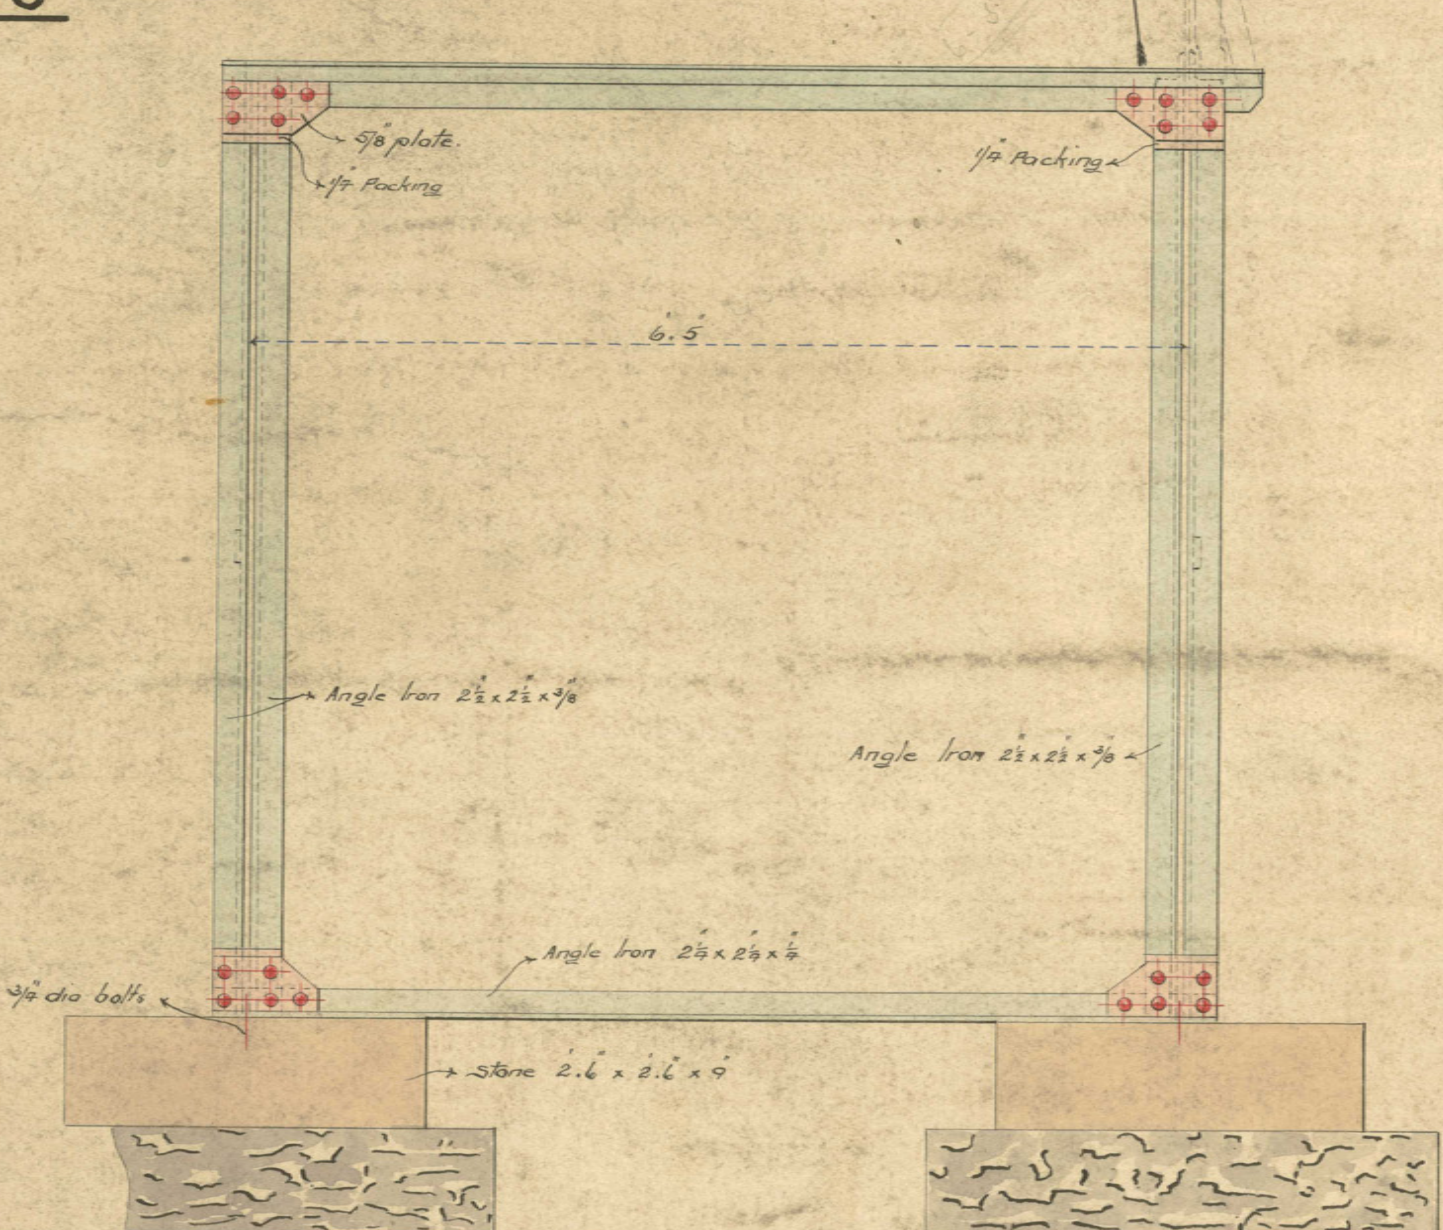 5/8" plate.
1/4" Packing
1/4" Packing
6'. 5"
Angle Iron 2½" x 2½" x 3/8"
Angle Iron 2½" x 2½" x 3/8"
Angle Iron 2¼" x 2¼" x ¼"
3/4" dia bolts
Stone 2'.6" x 2'.6" x 9"